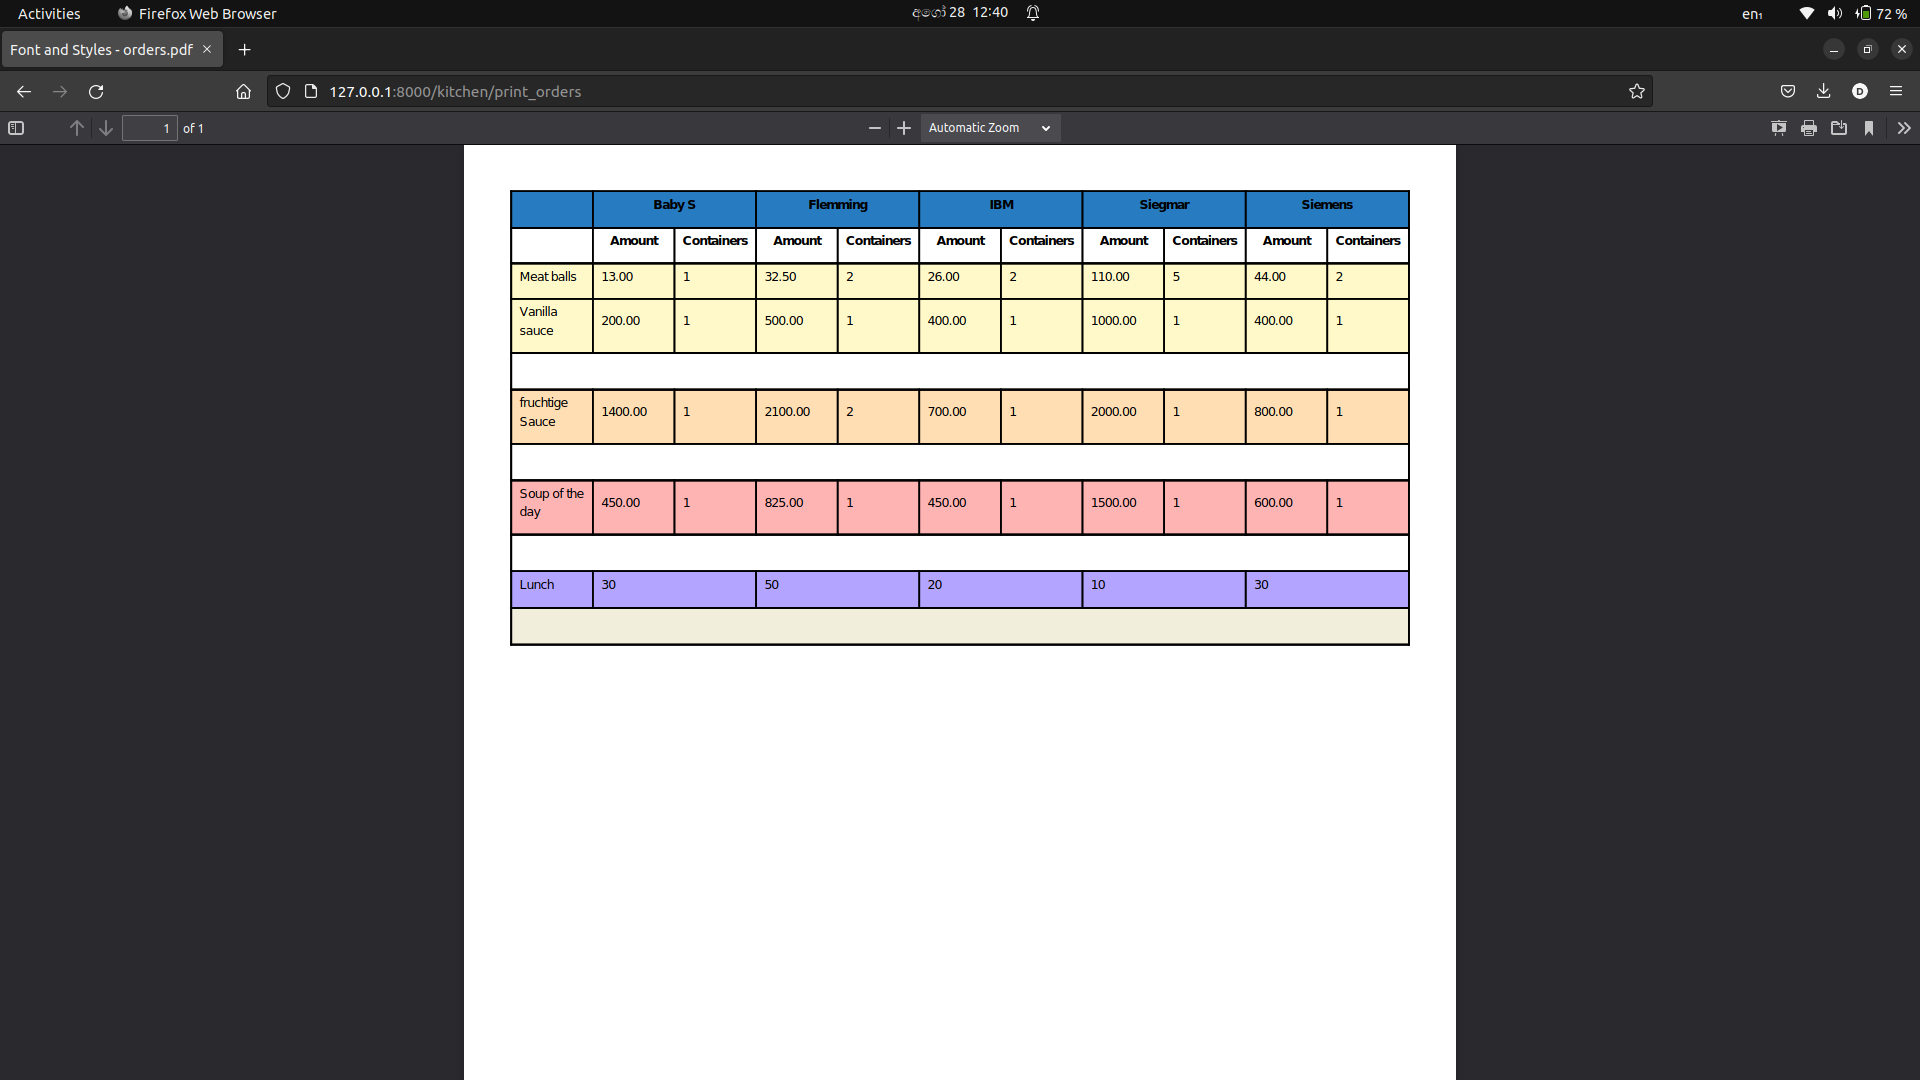 Activities Firefox Web Browser අගෝ 28 12:40 en₁ 72 %
Font and Styles - orders.pdf
127.0.0.1:8000/kitchen/print_orders D
1 of 1 Automatic Zoom
Baby S Flemming IBM Siegmar Siemens
Amount Containers Amount Containers Amount Containers Amount Containers Amount Containers
Meat balls 13.00 1 32.50 2 26.00 2 110.00 5 44.00 2
Vanilla
sauce 200.00 1 500.00 1 400.00 1 1000.00 1 400.00 1
fruchtige
Sauce 1400.00 1 2100.00 2 700.00 1 2000.00 1 800.00 1
Soup of the
day 450.00 1 825.00 1 450.00 1 1500.00 1 600.00 1
Lunch 30 50 20 10 30